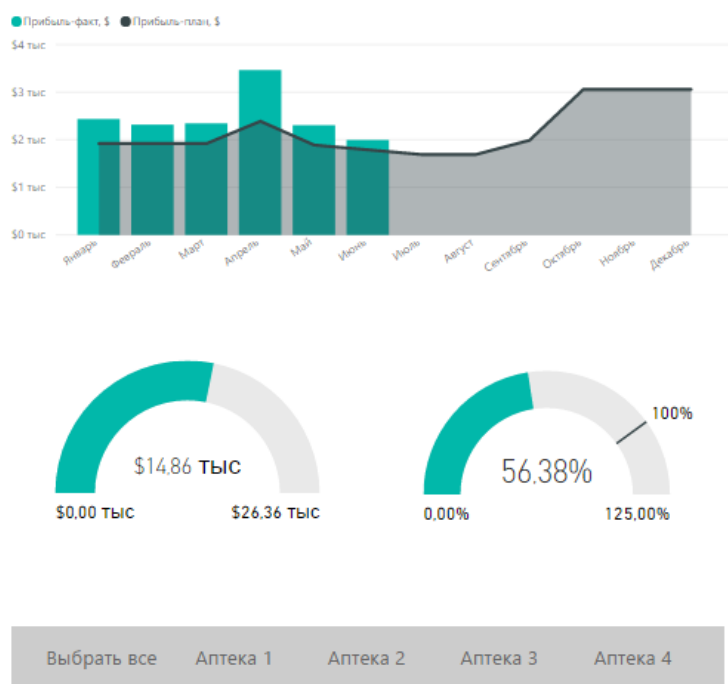 Прибыль-факт, $ Прибыль-план, $
$4 тыс
$3 тыс
$2 тыс
$1 тыс
$0 тыс
Январь Февраль Март Апрель Май Июнь Июль Август Сентябрь Октябрь Ноябрь Декабрь
$14,86 тыс
$0,00 тыс $26,36 тыс
100%
56,38%
0,00% 125,00%
Выбрать все Аптека 1 Аптека 2 Аптека 3 Аптека 4